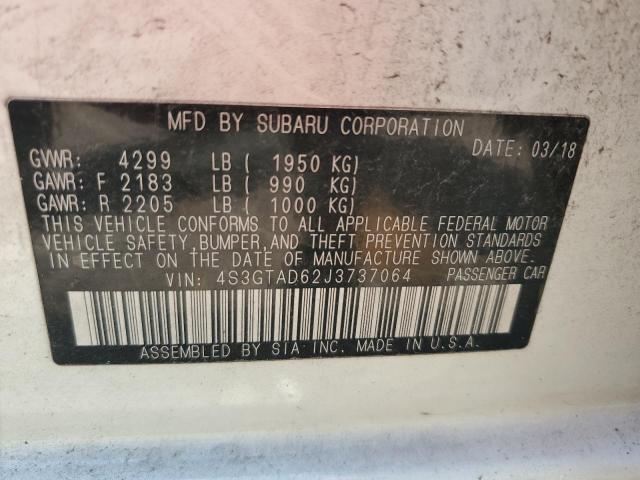 MFD BY SUBARU CORPORATION
DATE: 03/18
GVWR: 4299 LB ( 1950 KG)
GAWR: F 2183 LB ( 990 KG)
GAWR: R 2205 LB ( 1000 KG)
THIS VEHICLE CONFORMS TO ALL APPLICABLE FEDERAL MOTOR
VEHICLE SAFETY, BUMPER, AND THEFT PREVENTION STANDARDS
IN EFFECT ON THE DATE OF MANUFACTURE SHOWN ABOVE.
VIN: 4S3GTAD62J3737064 PASSENGER CAR
ASSEMBLED BY SIA INC. MADE IN U.S.A.